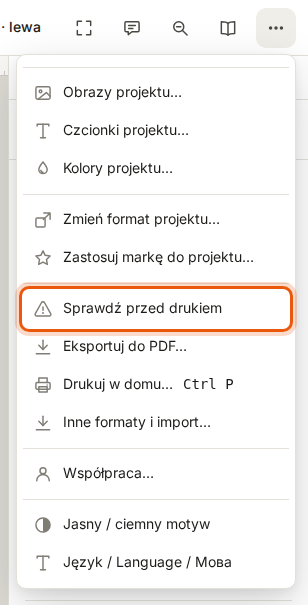 · lewa
Obrazy projektu...
Czcionki projektu...
Kolory projektu...
Zmień format projektu...
Zastosuj markę do projektu...
Sprawdź przed drukiem
Eksportuj do PDF...
Drukuj w domu... Ctrl P
Inne formaty i import...
Współpraca...
Jasny / ciemny motyw
Język / Language / Мова